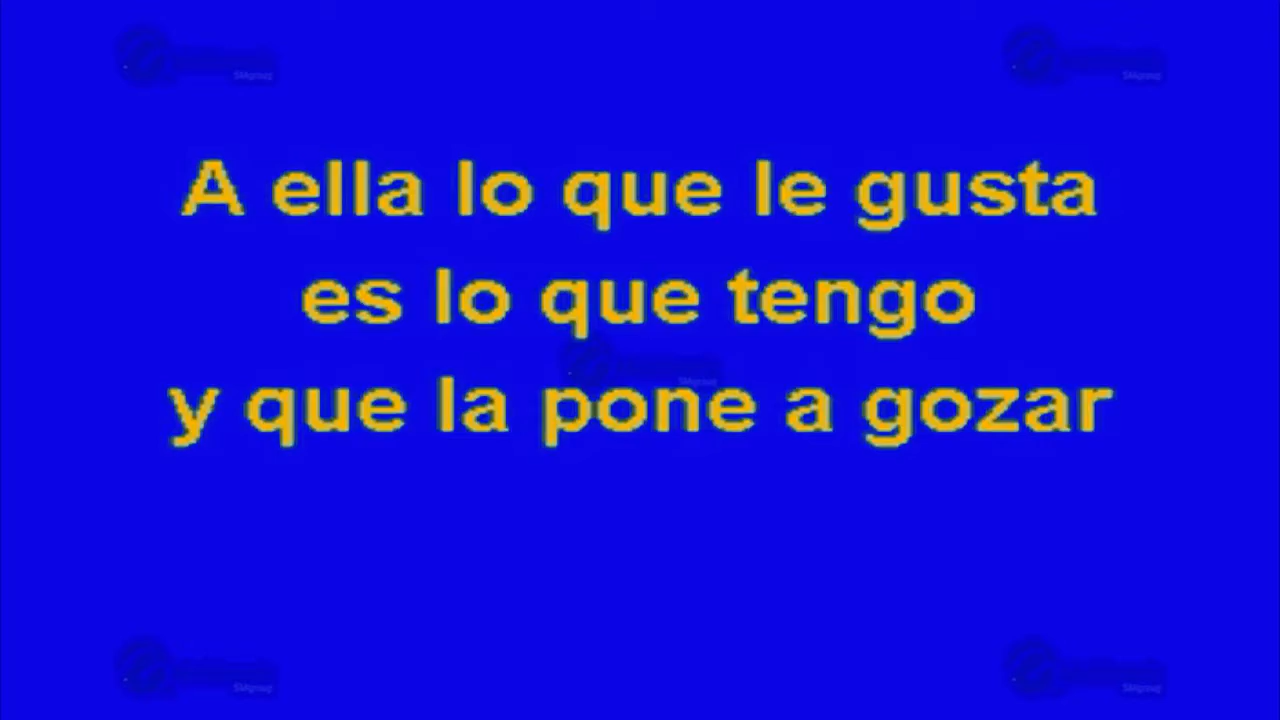 A ella lo que le gusta
es lo que tengo
y que la pone a gozar